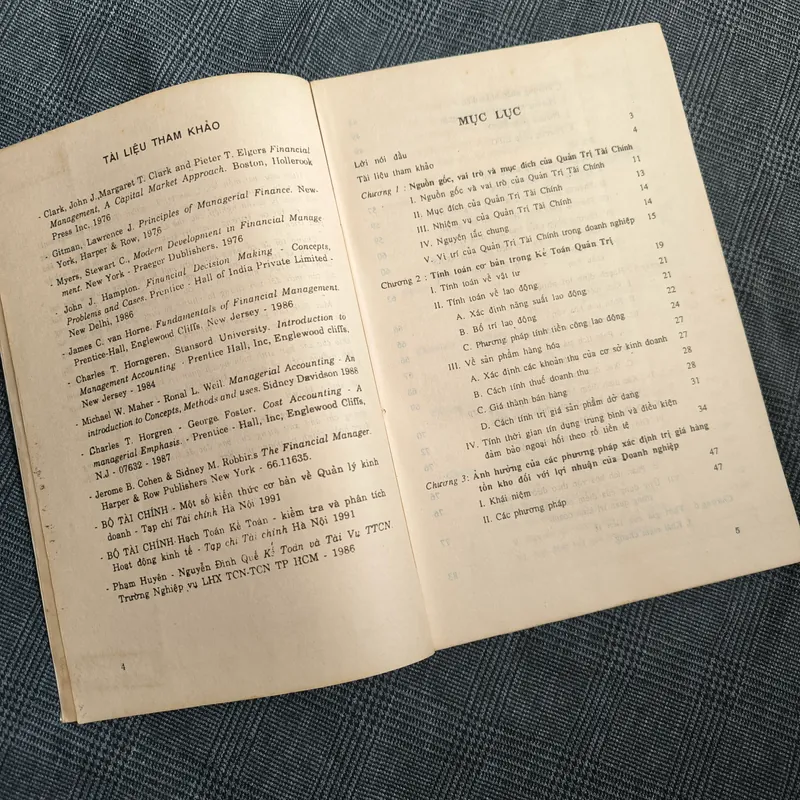 TÀI LIỆU THAM KHẢO
- Clark, John J. Margaret T. Clark and Pieter T. Elgers Financial
Management. A Capital Market Approach. Boston, Hollerook
Press Inc. 1976
- Gitman, Lawrence J. Principles of Managerial Finance. New.
York, Harper & Row, 1976
- Myers, Stewart C. Modern Development in Financial Manage
ment. New York - Praeger Dublishers, 1976
- John J. Hampton. Financial Decision Making - Concepts,
Problems and Cases. Prentice - Hall of India Private Limited -
New Delhi, 1986
- James C. van Horne. Fundamentals of Financial Management.
Prentice-Hall, Englewood Cliffs. New Jersey - 1986
- Charles T. Horngeren, Stansord University. Introduction to
Management Accounting - Prentice Hall, Inc, Englewood cliffs,
New Jersey - 1984
- Michael W. Maher - Ronal L. Weil. Managerial Accounting - An
introduction to Concepts, Methods and uses. Sidney Davidson 1988
- Charles T. Horgren - George. Foster. Cost Accounting - A
managerial Emphasis. - Prentice - Hall, Inc, Englewood Cliffs,
N.J - 07632 - 1987
- Jerome B. Cohen & Sidney M. Robbir.s The Financial Manager.
Harper & Row Publishers New York - 66.11635.
- BỘ TÀI CHÍNH - Một số kiến thức cơ bản về Quản lý kinh
doanh - Tạp chí Tài chính Hà Nội 1991
- BỘ TÀI CHÍNH Hạch Toán Kế Toán - kiểm tra và phân tích
Hoạt động kinh tế - Tạp chí Tài chính Hà Nội 1991
- Phạm Huyên - Nguyễn Đình Quế Kế Toán và Tài Vụ TTCN.
Trường Nghiệp vụ LHX TCN-TCN TP HCM - 1986
4
MỤC LỤC
Lời nói đầu 3
Tài liệu tham khảo 4
Chương 1 : Nguồn gốc, vai trò và mục đích của Quản Trị Tài Chính
I. Nguồn gốc và vai trò của Quản Trị Tài Chính 11
II. Mục đích của Quản Trị Tài Chính 13
III. Nhiệm vụ của Quản Trị Tài Chính 14
IV. Nguyên tắc chung 14
V. Vị trí của Quản Trị Tài Chính trong doanh nghiệp 15
Chương 2 : Tính toán cơ bản trong Kế Toán Quản Trị
I. Tính toán về vật tư 19
II. Tính toán về lao động 21
A. Xác định năng suất lao động. 21
B. Bố trí lao động 22
C. Phương pháp tính tiền công lao động 24
III. Về sản phẩm hàng hóa 27
A. Xác định các khoản thu của cơ sở kinh doanh 27
B. Cách tính thuế doanh thu 28
C. Giá thành bán hàng 28
D. Cách tính trị giá sản phẩm dở dang 31
IV. Tính thời gian tín dụng trung bình và điều kiện
đảm bảo ngoại hối theo rổ tiền tệ 34
Chương 3: Ảnh hưởng của các phương pháp xác định trị giá hàng
tồn kho đối với lợi nhuận của Doanh nghiệp
I. Khái niệm 47
II. Các phương pháp 47
5